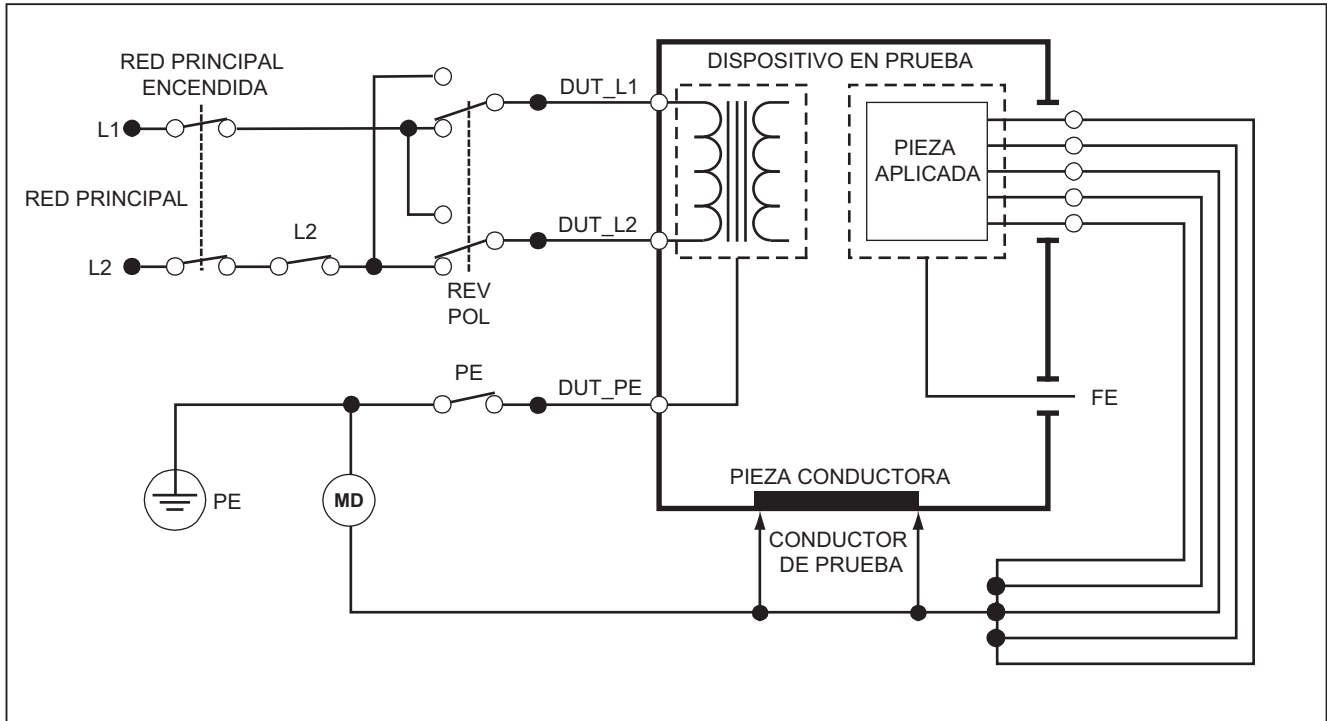 RED PRINCIPAL
ENCENDIDA
DISPOSITIVO EN PRUEBA
DUT_L1
L1
PIEZA
APLICADA
RED PRINCIPAL
DUT_L2
L2
L2
REV
POL
PE
DUT_PE
FE
PIEZA CONDUCTORA
PE
MD
CONDUCTOR
DE PRUEBA